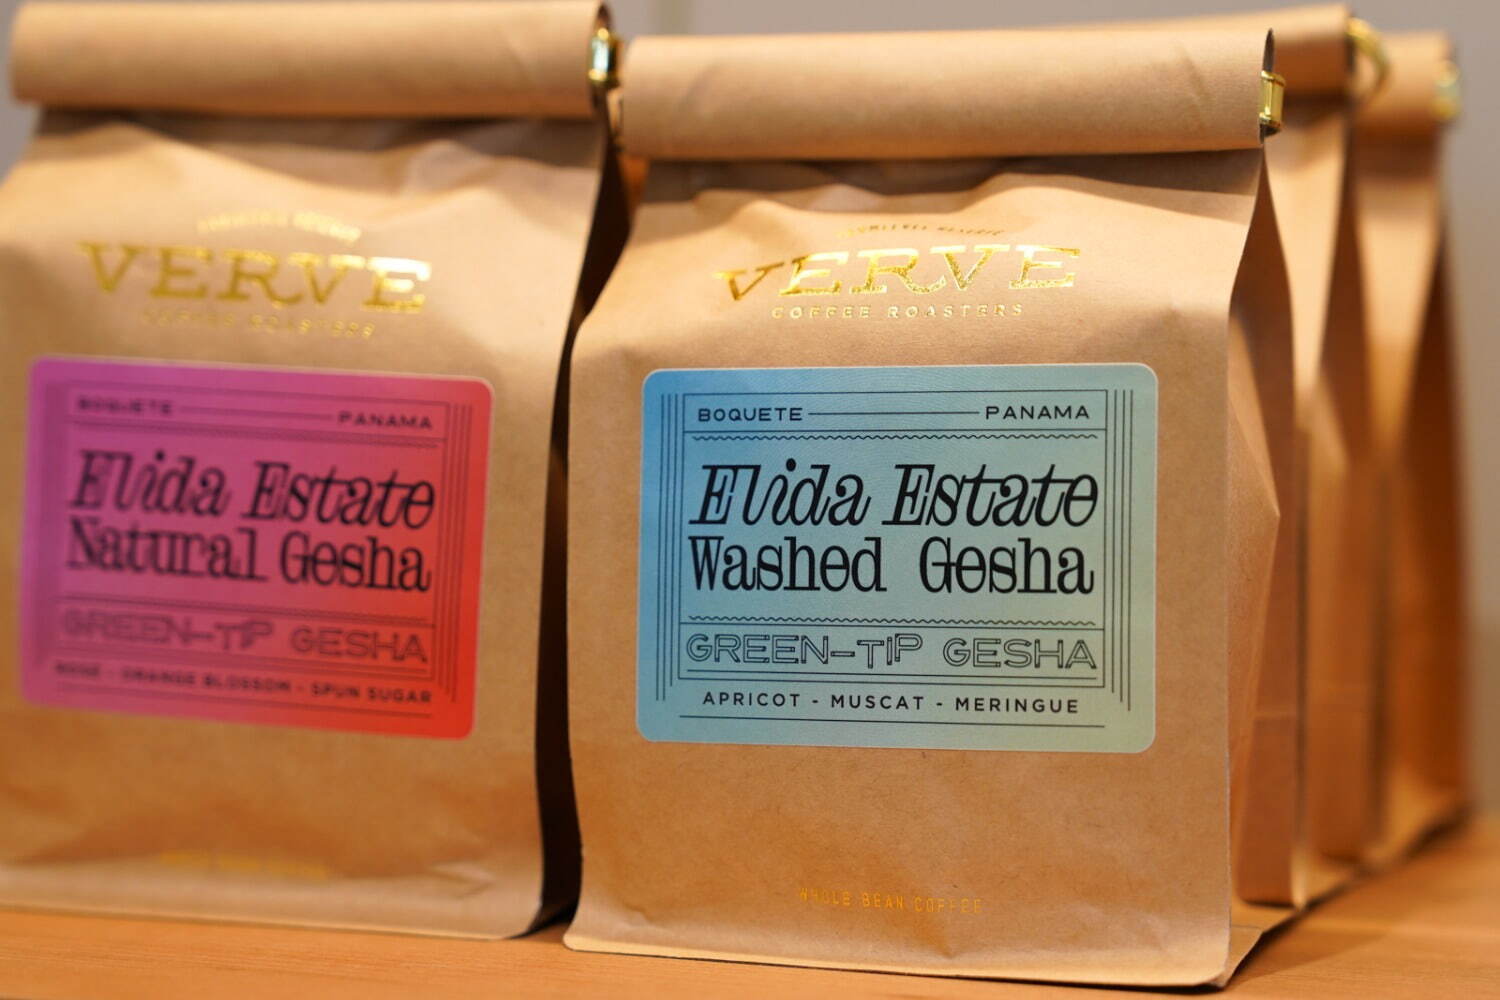 VERVE
COFFEE ROASTERS
BOQUETE PANAMA
Elida Estate
Natural Gesha
GREEN-TIP GESHA
ROSE - ORANGE BLOSSOM - SPUN SUGAR
VERVE
COFFEE ROASTERS
BOQUETE PANAMA
Elida Estate
Washed Gesha
GREEN-TIP GESHA
APRICOT - MUSCAT - MERINGUE
WHOLE BEAN COFFEE